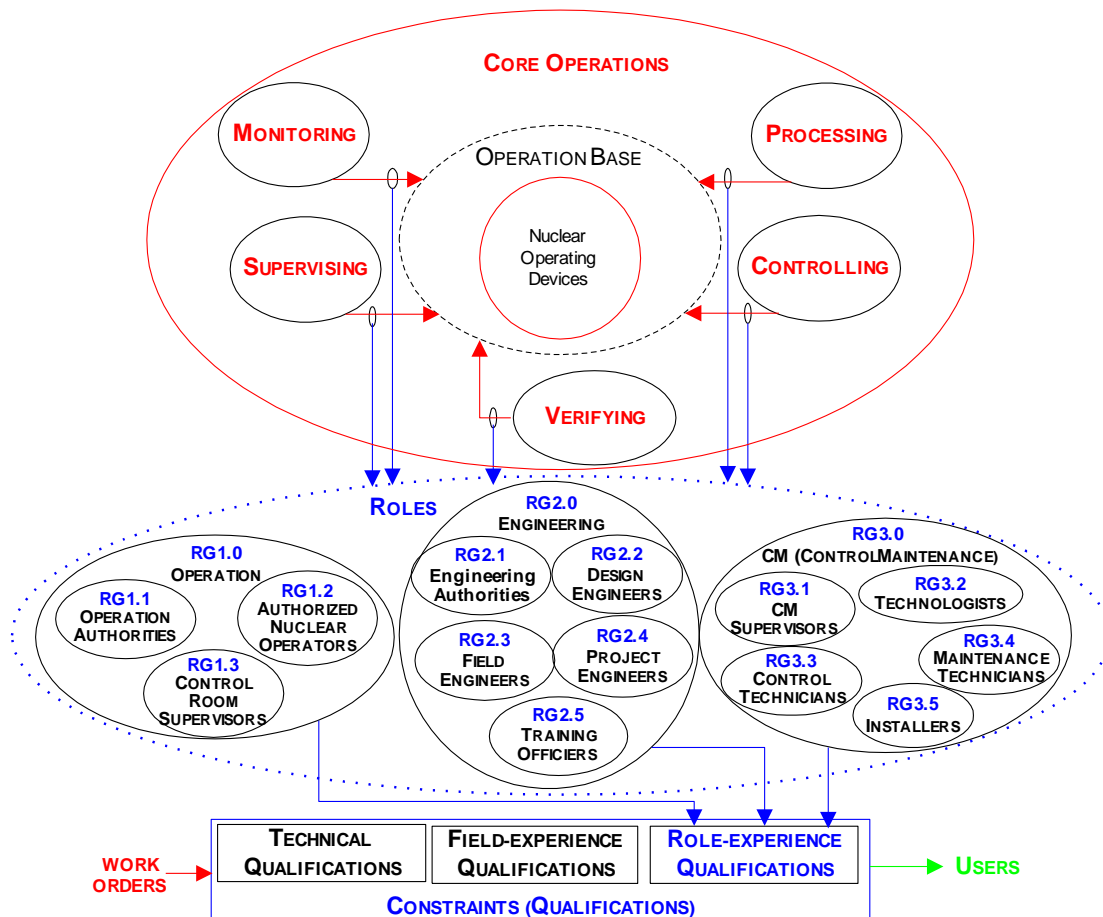 CORE OPERATIONS
MONITORING
PROCESSING
OPERATION BASE
Nuclear
Operating
Devices
SUPERVISING
CONTROLLING
VERIFYING
ROLES
RG1.0
OPERATION
RG1.1
OPERATION
AUTHORITIES
RG1.2
AUTHORIZED
NUCLEAR
OPERATORS
RG1.3
CONTROL
ROOM
SUPERVISORS
RG2.0
ENGINEERING
RG2.1
Engineering
Authorities
RG2.2
DESIGN
ENGINEERS
RG2.3
FIELD
ENGINEERS
RG2.4
PROJECT
ENGINEERS
RG2.5
TRAINING
OFFICIERS
RG3.0
CM (CONTROLMAINTENANCE)
RG3.1
CM
SUPERVISORS
RG3.2
TECHNOLOGISTS
RG3.3
CONTROL
TECHNICIANS
RG3.4
MAINTENANCE
TECHNICIANS
RG3.5
INSTALLERS
WORK
ORDERS
TECHNICAL
QUALIFICATIONS
FIELD-EXPERIENCE
QUALIFICATIONS
ROLE-EXPERIENCE
QUALIFICATIONS
USERS
CONSTRAINTS (QUALIFICATIONS)